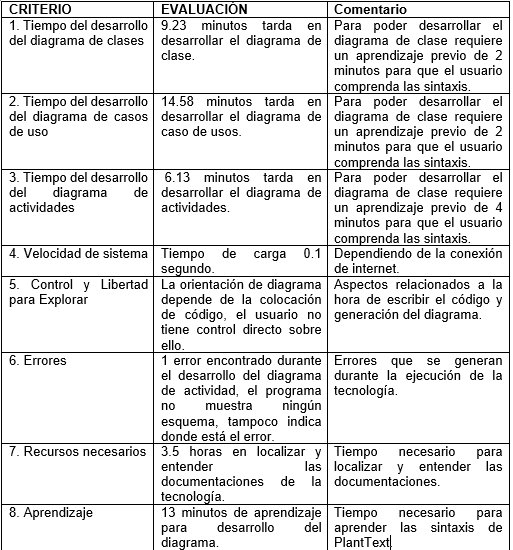 CRITERIO EVALUACIÓN Comentario
1. Tiempo del desarrollo del diagrama de clases
9.23 minutos tarda en desarrollar el diagrama de clase.
Para poder desarrollar el diagrama de clase requiere un aprendizaje previo de 2 minutos para que el usuario comprenda las sintaxis.
2. Tiempo del desarrollo del diagrama de casos de uso
14.58 minutos tarda en desarrollar el diagrama de caso de usos.
Para poder desarrollar el diagrama de clase requiere un aprendizaje previo de 2 minutos para que el usuario comprenda las sintaxis.
3. Tiempo del desarrollo del diagrama de actividades
6.13 minutos tarda en desarrollar el diagrama de actividades.
Para poder desarrollar el diagrama de clase requiere un aprendizaje previo de 4 minutos para que el usuario comprenda las sintaxis.
4. Velocidad de sistema
Tiempo de carga 0.1 segundo.
Dependiendo de la conexión de internet.
5. Control y Libertad para Explorar
La orientación de diagrama depende de la colocación de código, el usuario no tiene control directo sobre ello.
Aspectos relacionados a la hora de escribir el código y generación del diagrama.
6. Errores
1 error encontrado durante el desarrollo del diagrama de actividad, el programa no muestra ningún esquema, tampoco indica donde está el error.
Errores que se generan durante la ejecución de la tecnología.
7. Recursos necesarios
3.5 horas en localizar y entender las documentaciones de la tecnología.
Tiempo necesario para localizar y entender las documentaciones.
8. Aprendizaje
13 minutos de aprendizaje para desarrollo del diagrama.
Tiempo necesario para aprender las sintaxis de PlantText